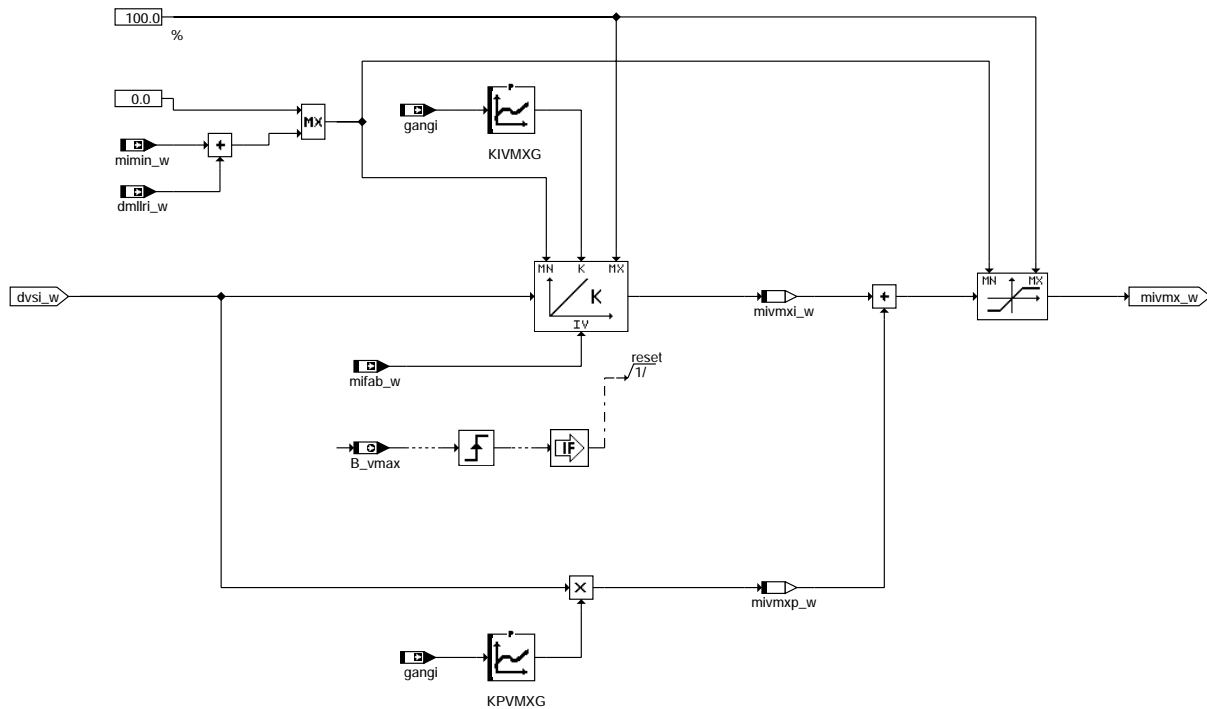 100.0
%
0.0
MX
P
gangi
KIVMXG
mimin_w
+
dmllri_w
MN K MX
K
IV
dvsi_w
mivmxi_w
+
MN MX
mivmx_w
mifab_w
reset
1/
B_vmax
IF
×
mivmxp_w
P
gangi
KPVMXG